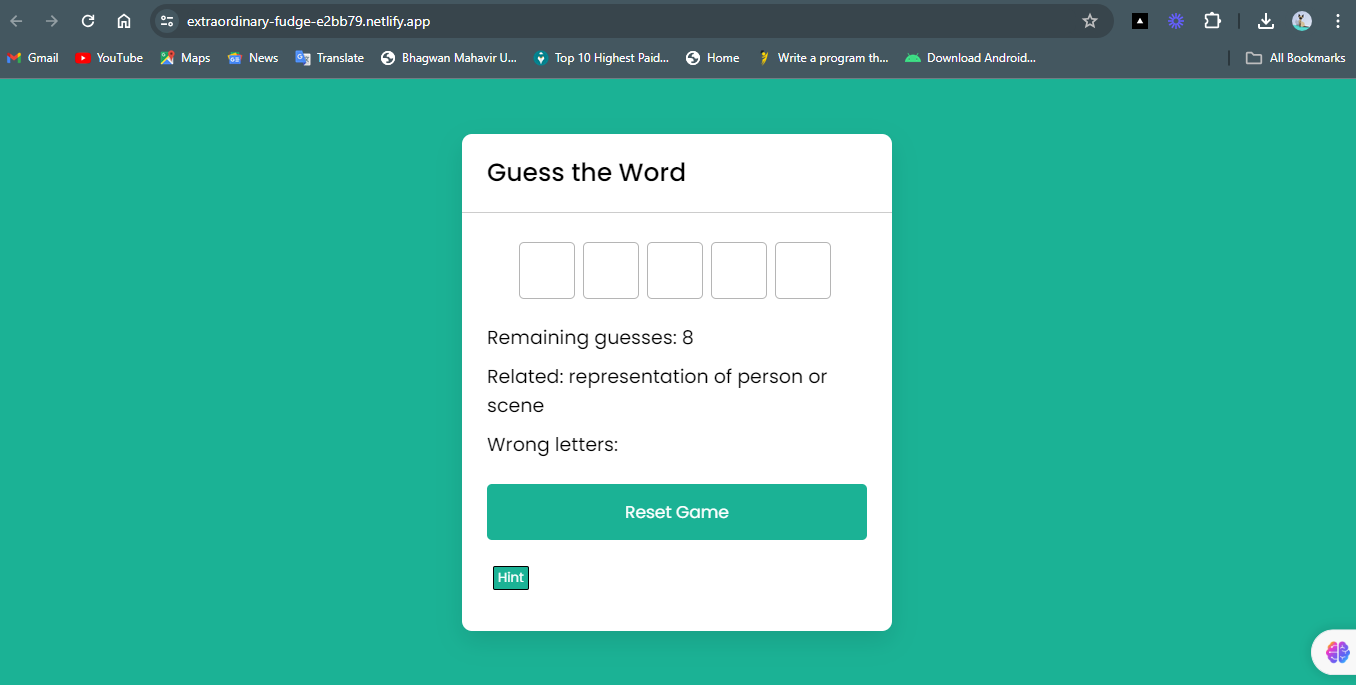 extraordinary-fudge-e2bb79.netlify.app
Gmail YouTube Maps News Translate Bhagwan Mahavir U... Top 10 Highest Paid... Home Write a program th... Download Android... All Bookmarks
Guess the Word
Remaining guesses: 8
Related: representation of person or
scene
Wrong letters:
Reset Game
Hint